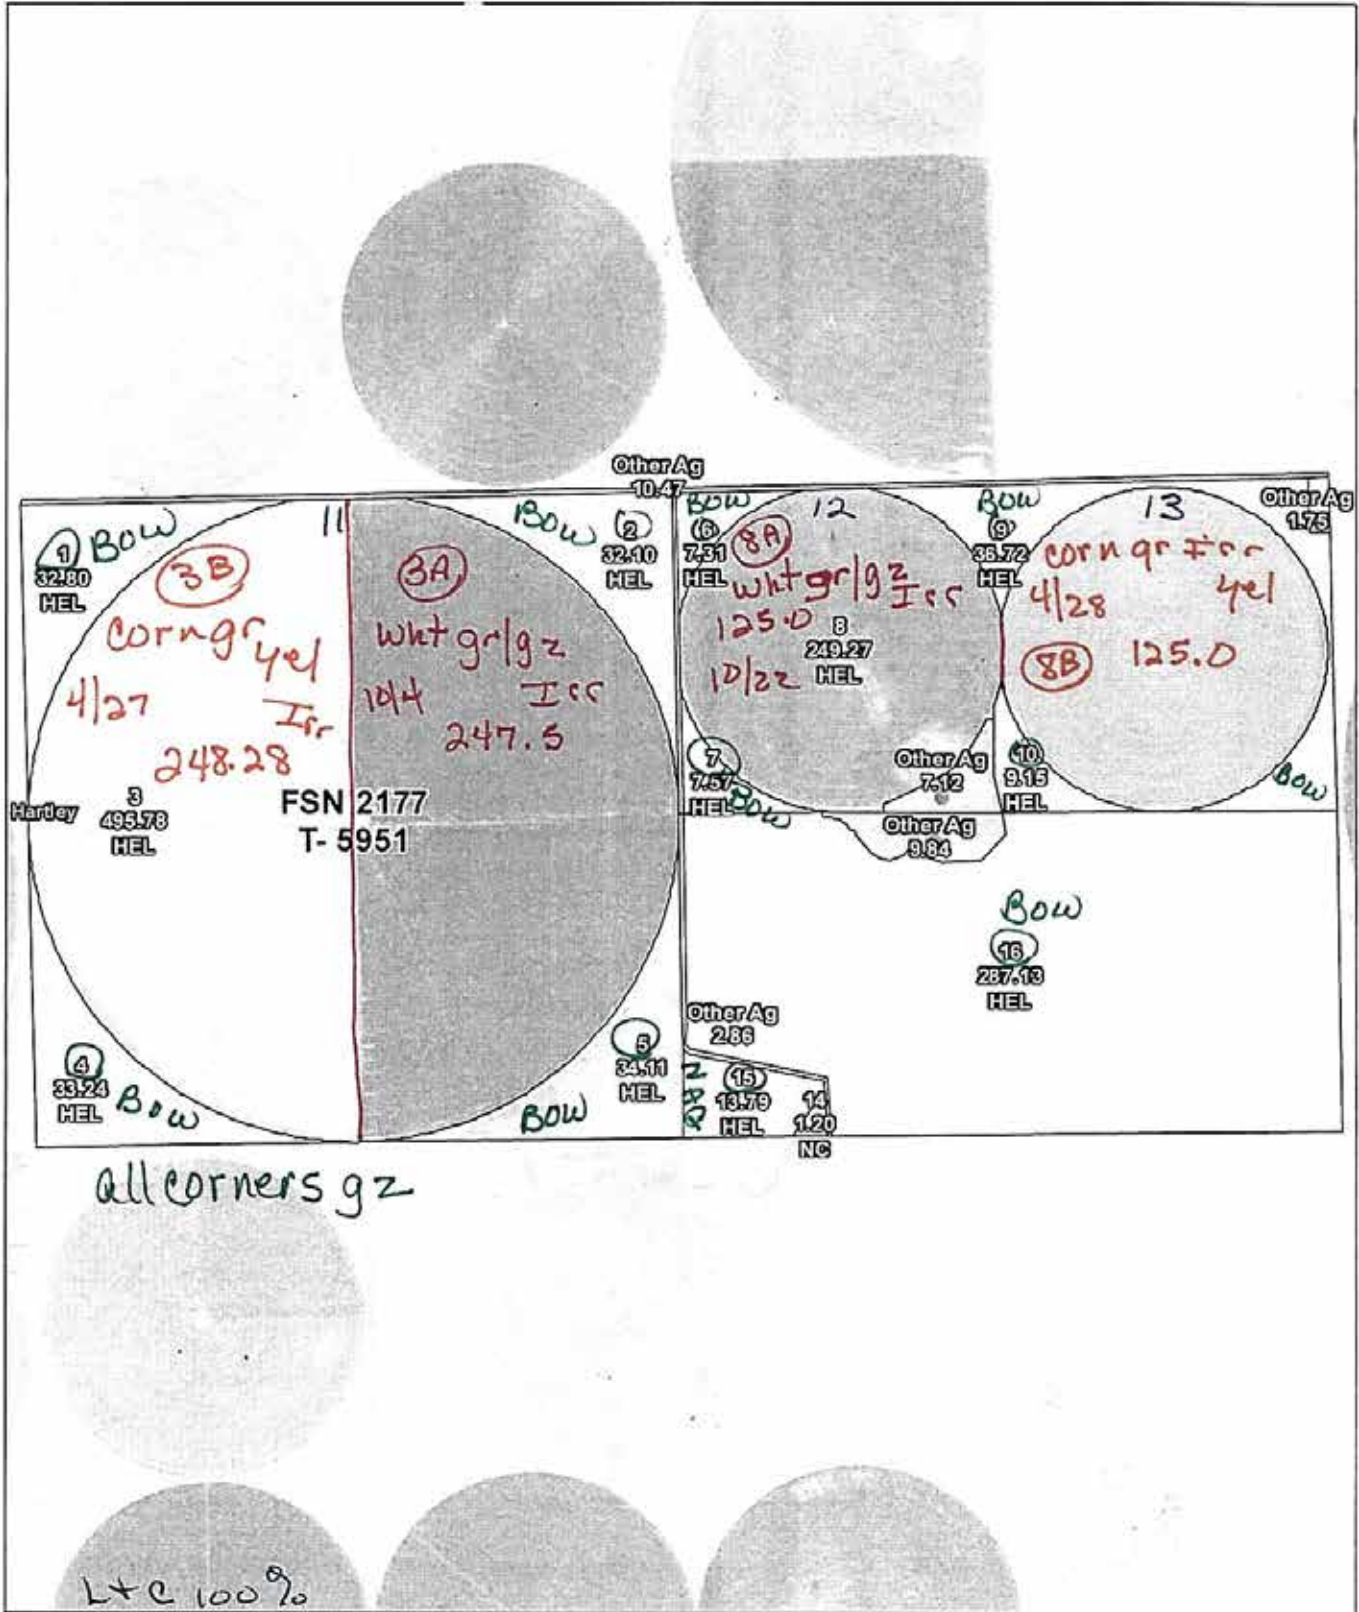 Other Ag
10.47
11
BOW
1
32.80
HEL
3B
corn gr yel
Irr
4/27
248.28
3
495.78
HEL
Hartley
FSN 2177
T- 5951
BOW
2
32.10
HEL
3A
wht gr/gz
Irr
10/4
247.5
BOW
6
7.31
HEL
12
8A
wht gr/gz
Irr
125.0
8
249.27
HEL
10/22
7
7.57
HEL
BOW
Other Ag
7.12
Other Ag
9.84
BOW
9
36.72
HEL
13
Other Ag
1.75
corn gr Irr
yel
4/28
8B
125.0
10
9.15
HEL
BOW
BOW
16
287.13
HEL
4
33.24
HEL
BOW
5
34.11
HEL
BOW
Other Ag
2.86
15
13.79
HEL
14
1.20
NC
all corners gz
L+C 100%